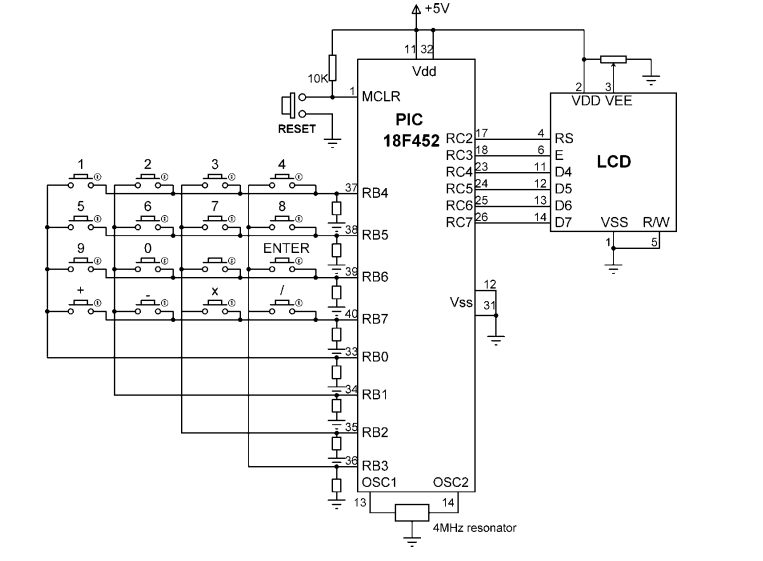 +5V
11 32
Vdd
10K
1 MCLR
RESET
PIC
18F452
2 3
VDD VEE
LCD
RC2 17 4 RS
RC3 18 6 E
RC4 23 11 D4
RC5 24 12 D5
RC6 25 13 D6
RC7 26 14 D7
VSS R/W
1 5
1 2 3 4
37 RB4
5 6 7 8
38 RB5
9 0 ENTER
39 RB6
+ - x /
40 RB7
33 RB0
34 RB1
35 RB2
36 RB3
Vss 12
31
OSC1 OSC2
13 14
4MHz resonator